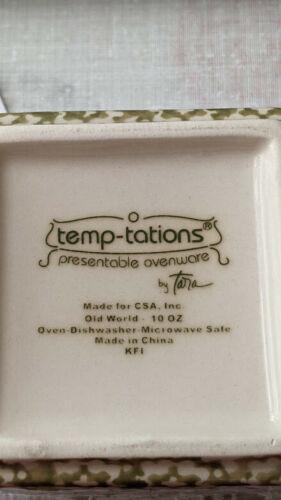 temp-tations®
presentable ovenware
by Tara
Made for CSA, Inc.
Old World - 10 OZ
Oven-Dishwasher-Microwave Safe
Made in China
KFI